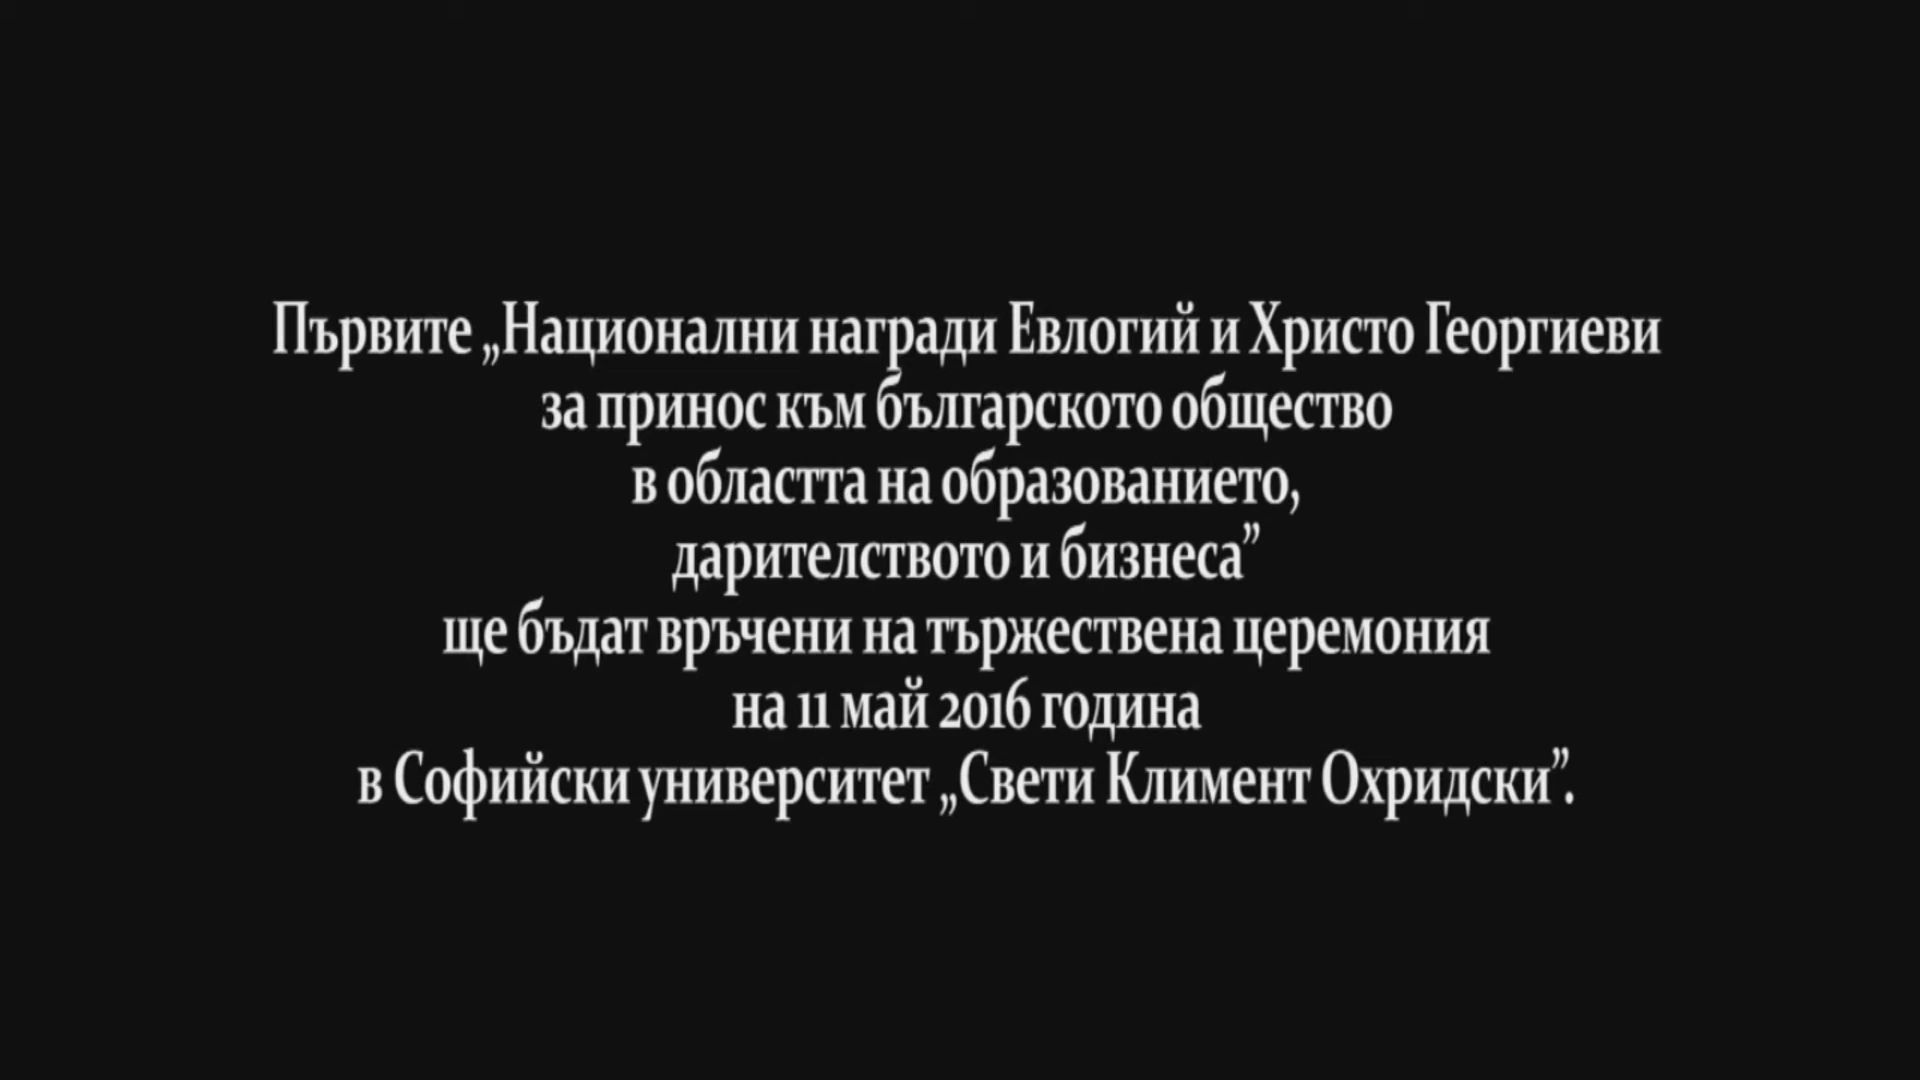 Първите „Национални награди Евлогий и Христо Георгиеви
за принос към българското общество
в областта на образованието,
дарителството и бизнеса”
ще бъдат връчени на тържествена церемония
на 11 май 2016 година
в Софийски университет „Свети Климент Охридски”.